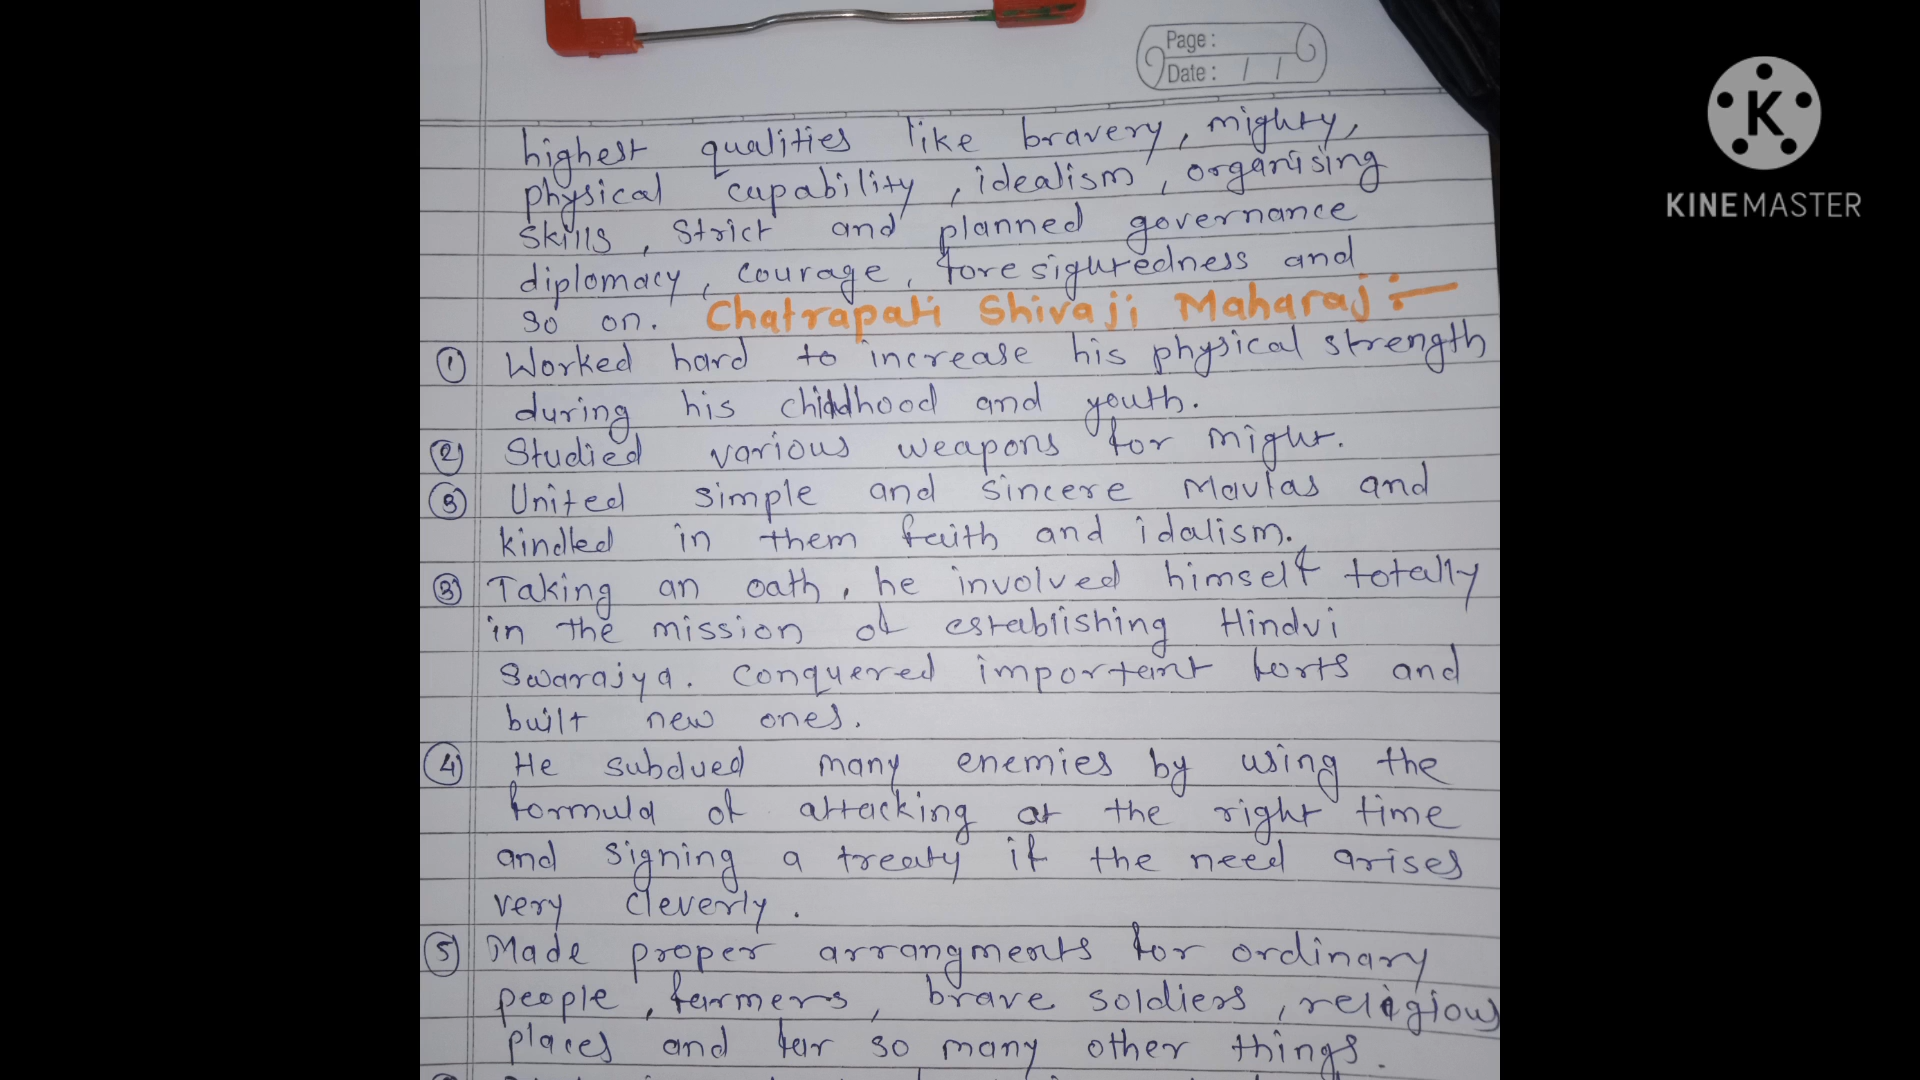 Page :
Date : / /
highest qualities like bravery, mighty,
physical capability, idealism, organising
skills, strict and planned governance
diplomacy, courage, foresightedness and
so on. Chatrapati Shivaji Maharaj :-
① Worked hard to increase his physical strength
during his childhood and youth.
② Studied various weapons for might.
③ United simple and sincere Mavlas and
kindled in them faith and idalism.
③ Taking an oath, he involved himself totally
in the mission of establishing Hindvi
Swarajya. Conquered important forts and
built new ones.
④ He subdued many enemies by using the
formula of attacking at the right time
and signing a treaty if the need arises
very cleverly.
⑤ Made proper arrangments for ordinary
people, farmers, brave soldiers, religious
places and for so many other things.
K
KINEMASTER